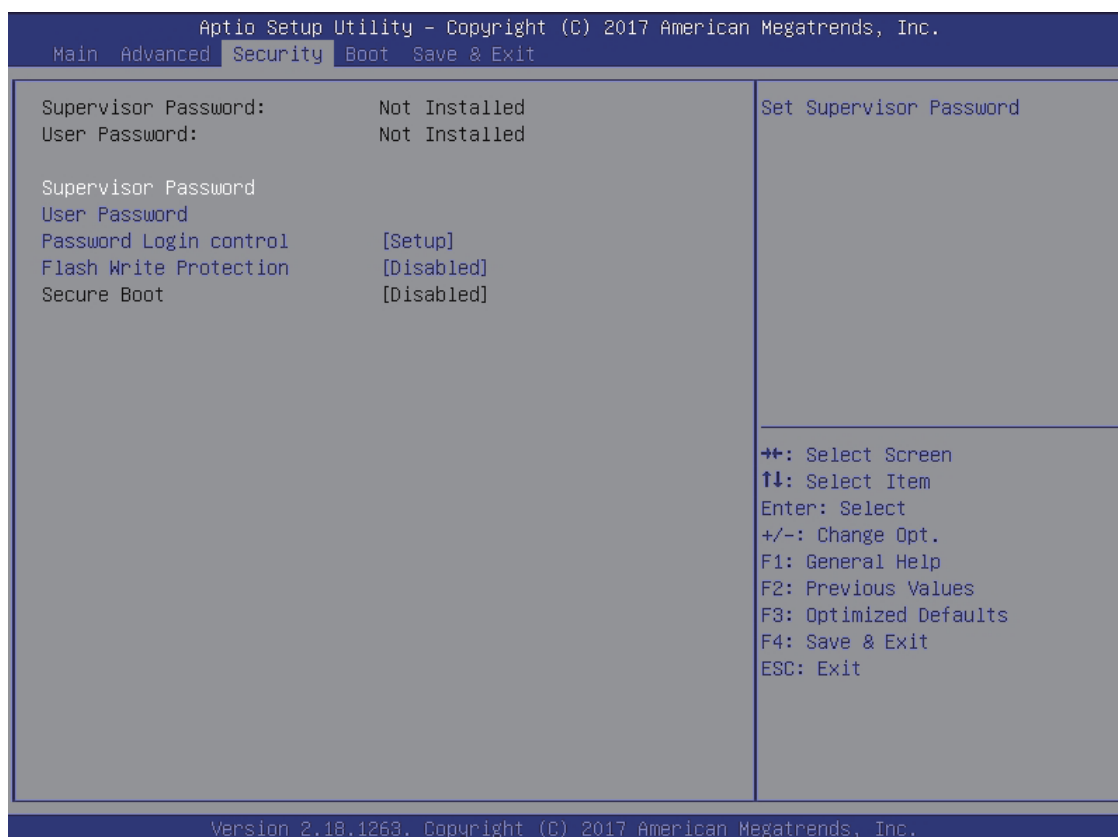 Aptio Setup Utility – Copyright (C) 2017 American Megatrends, Inc.
Main Advanced Security Boot Save & Exit
Supervisor Password: Not Installed
User Password: Not Installed
Supervisor Password
User Password
Password Login control [Setup]
Flash Write Protection [Disabled]
Secure Boot [Disabled]
Set Supervisor Password
→←: Select Screen
↑↓: Select Item
Enter: Select
+/-: Change Opt.
F1: General Help
F2: Previous Values
F3: Optimized Defaults
F4: Save & Exit
ESC: Exit
Version 2.18.1263. Copyright (C) 2017 American Megatrends, Inc.